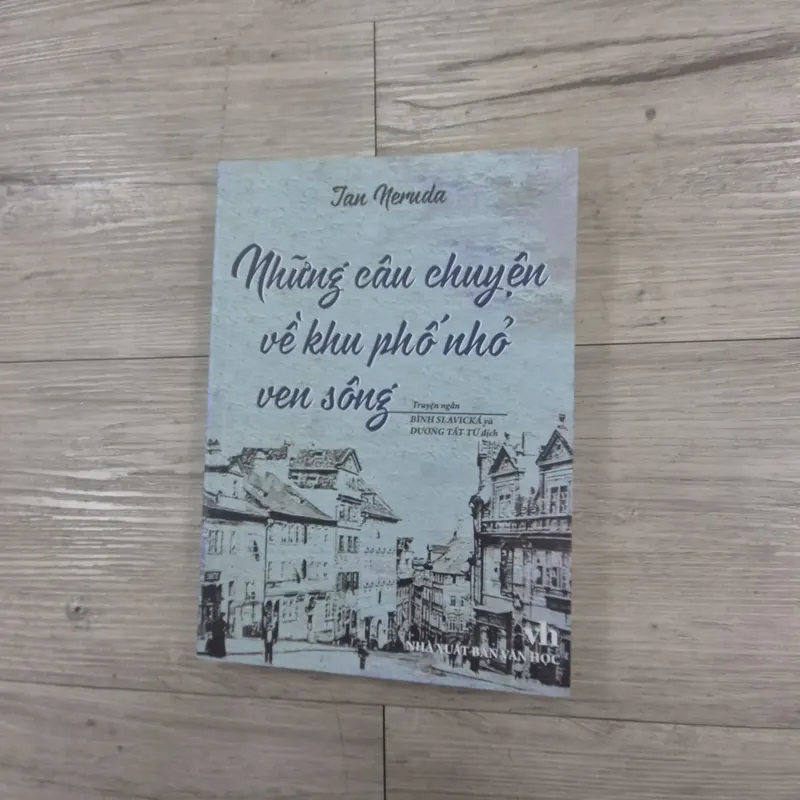 Jan Neruda
Những câu chuyện
về khu phố nhỏ
ven sông
Truyện ngắn
BÌNH SLAVICKÁ và
DƯƠNG TẤT TỪ dịch
vh
NHÀ XUẤT BẢN VĂN HỌC